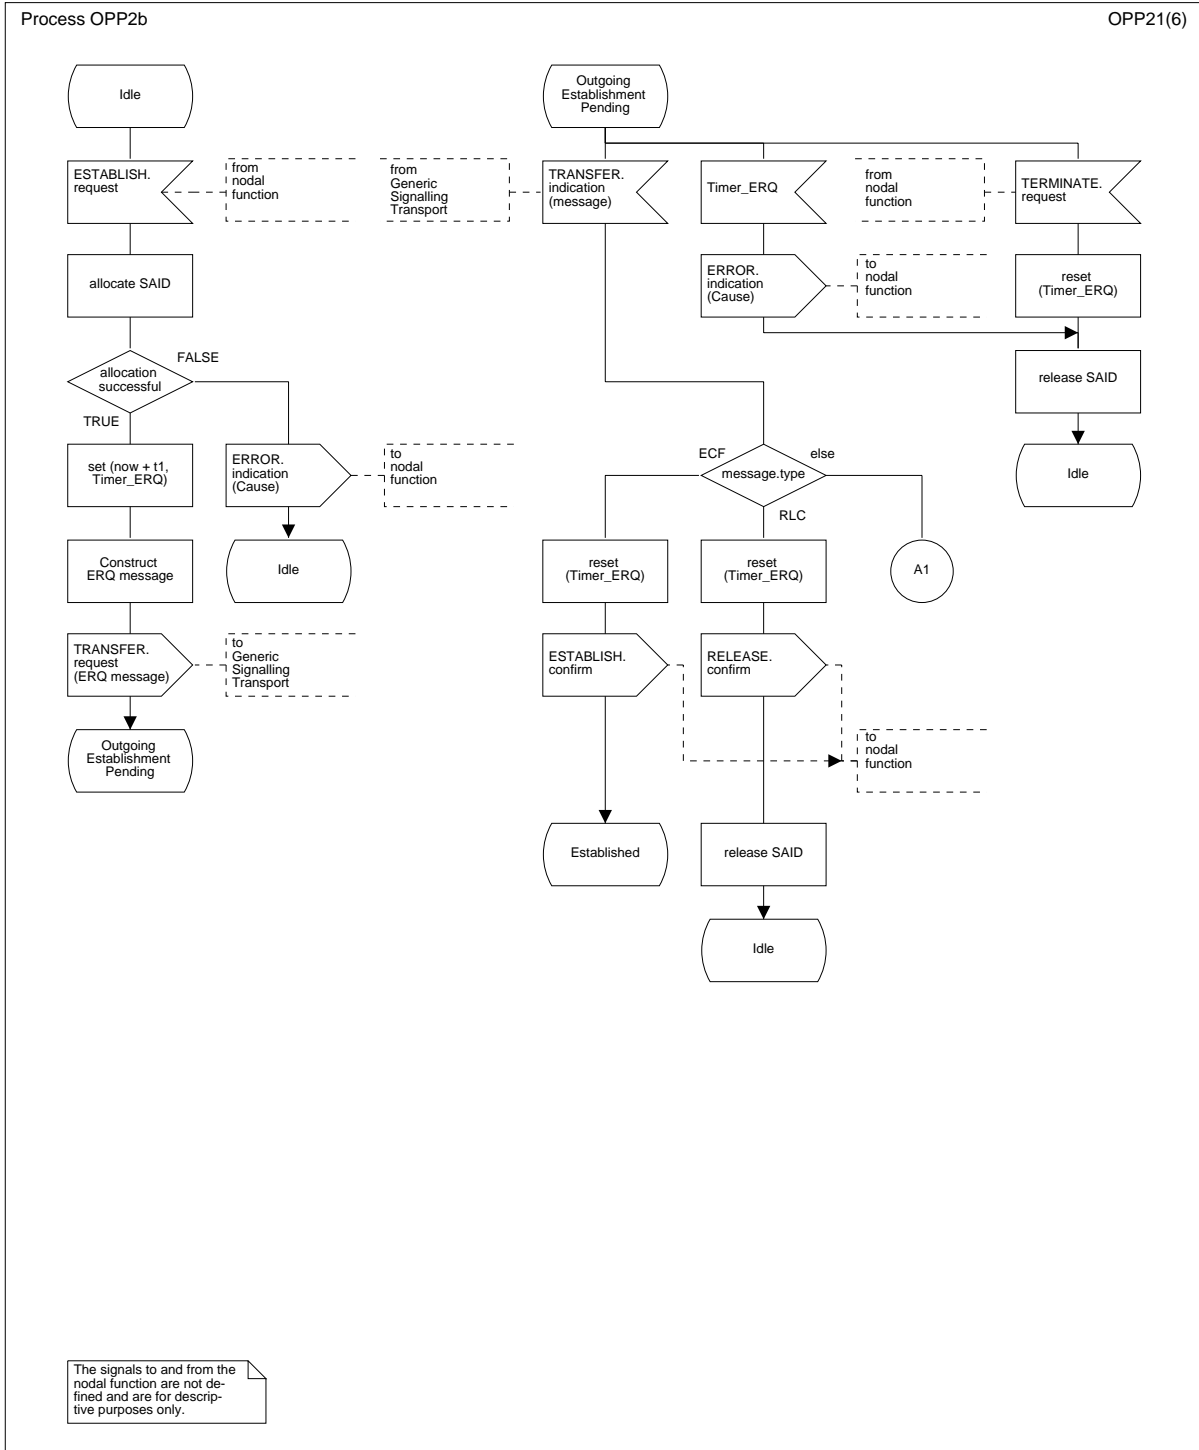 Process OPP2b
OPP21(6)
Idle
ESTABLISH.
request
from
nodal
function
allocate SAID
allocation
successful
FALSE
TRUE
set (now + t1,
Timer_ERQ)
ERROR.
indication
(Cause)
to
nodal
function
Construct
ERQ message
Idle
TRANSFER.
request
(ERQ message)
to
Generic
Signalling
Transport
Outgoing
Establishment
Pending
Outgoing
Establishment
Pending
from
Generic
Signalling
Transport
TRANSFER.
indication
(message)
Timer_ERQ
from
nodal
function
TERMINATE.
request
ERROR.
indication
(Cause)
to
nodal
function
reset
(Timer_ERQ)
release SAID
Idle
ECF
message.type
else
RLC
reset
(Timer_ERQ)
reset
(Timer_ERQ)
A1
ESTABLISH.
confirm
RELEASE.
confirm
to
nodal
function
Established
release SAID
Idle
The signals to and from the
nodal function are not de-
fined and are for descrip-
tive purposes only.